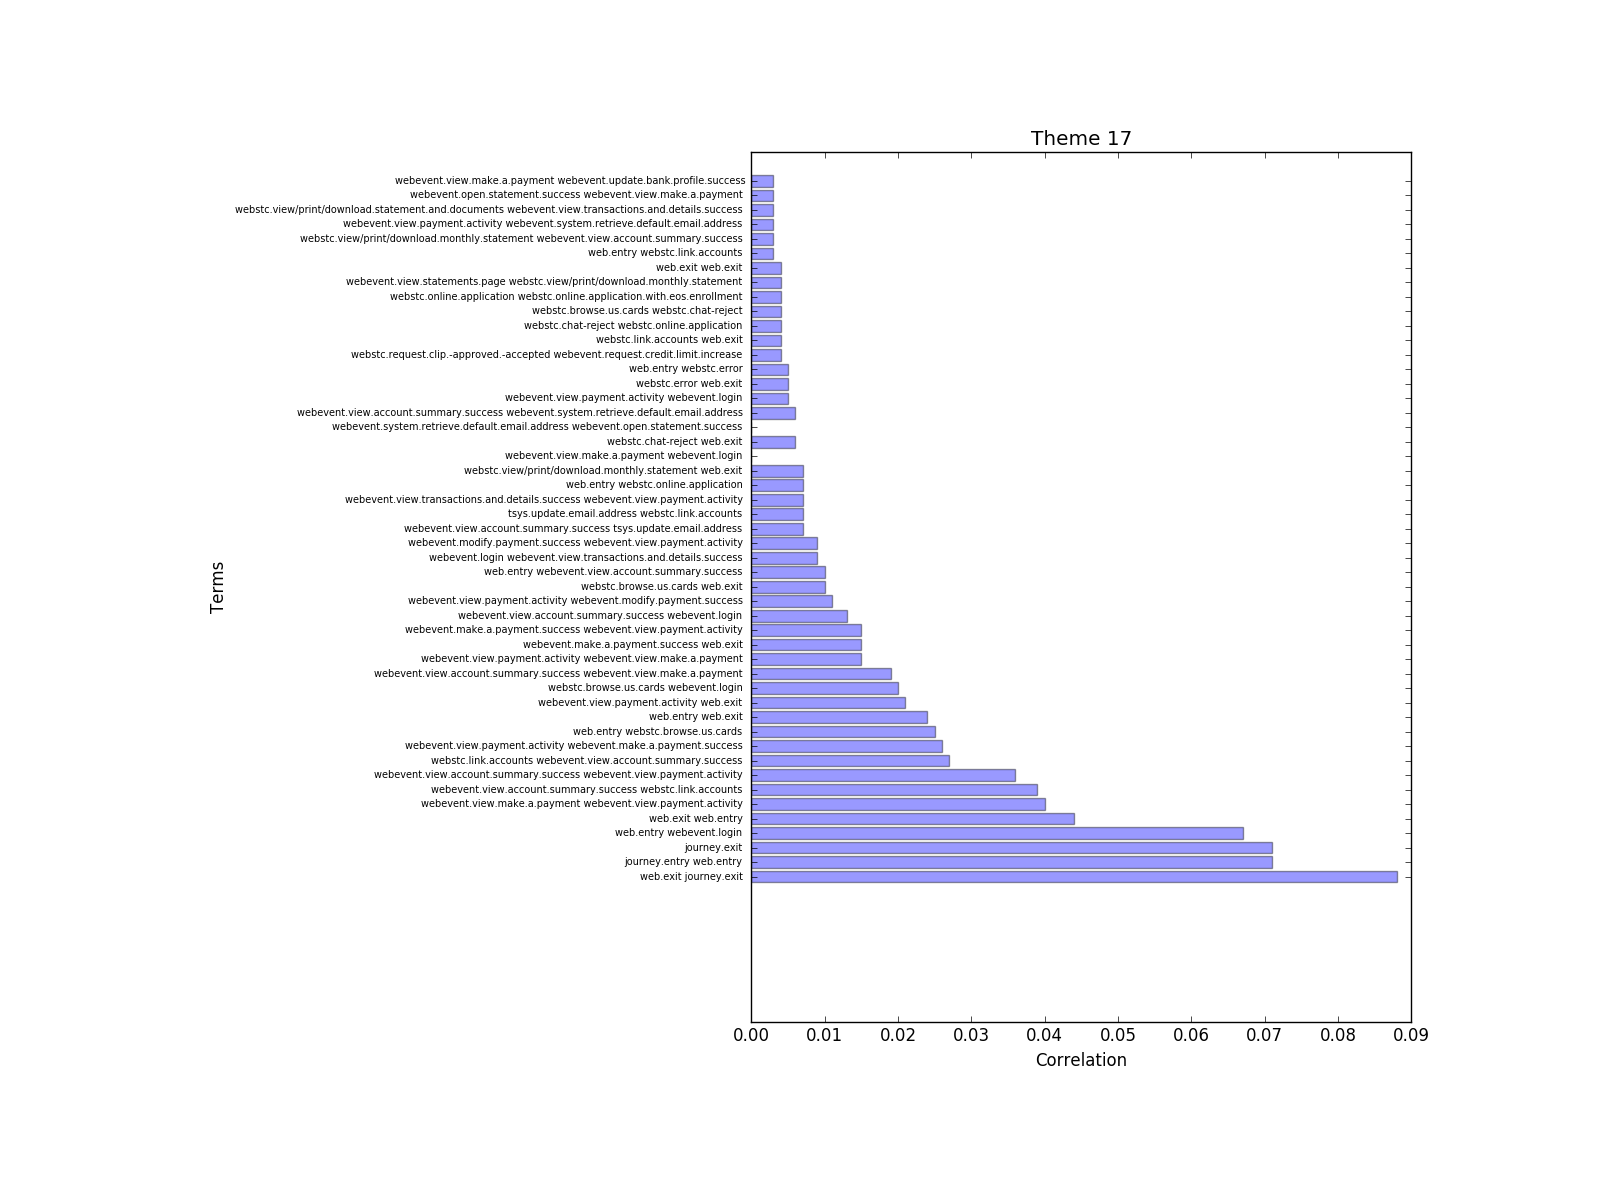 Theme 17
webevent.view.make.a.payment webevent.update.bank.profile.success
webevent.open.statement.success webevent.view.make.a.payment
webstc.view/print/download.statement.and.documents webevent.view.transactions.and.details.success
webevent.view.payment.activity webevent.system.retrieve.default.email.address
webstc.view/print/download.monthly.statement webevent.view.account.summary.success
web.entry webstc.link.accounts
web.exit web.exit
webevent.view.statements.page webstc.view/print/download.monthly.statement
webstc.online.application webstc.online.application.with.eos.enrollment
webstc.browse.us.cards webstc.chat-reject
webstc.chat-reject webstc.online.application
webstc.link.accounts web.exit
webstc.request.clip.-approved.-accepted webevent.request.credit.limit.increase
web.entry webstc.error
webstc.error web.exit
webevent.view.payment.activity webevent.login
webevent.view.account.summary.success webevent.system.retrieve.default.email.address
webevent.system.retrieve.default.email.address webevent.open.statement.success
webstc.chat-reject web.exit
webevent.view.make.a.payment webevent.login
webstc.view/print/download.monthly.statement web.exit
web.entry webstc.online.application
webevent.view.transactions.and.details.success webevent.view.payment.activity
tsys.update.email.address webstc.link.accounts
webevent.view.account.summary.success tsys.update.email.address
webevent.modify.payment.success webevent.view.payment.activity
webevent.login webevent.view.transactions.and.details.success
web.entry webevent.view.account.summary.success
webstc.browse.us.cards web.exit
webevent.view.payment.activity webevent.modify.payment.success
webevent.view.account.summary.success webevent.login
webevent.make.a.payment.success webevent.view.payment.activity
webevent.make.a.payment.success web.exit
webevent.view.payment.activity webevent.view.make.a.payment
webevent.view.account.summary.success webevent.view.make.a.payment
webstc.browse.us.cards webevent.login
webevent.view.payment.activity web.exit
web.entry web.exit
web.entry webstc.browse.us.cards
webevent.view.payment.activity webevent.make.a.payment.success
webstc.link.accounts webevent.view.account.summary.success
webevent.view.account.summary.success webevent.view.payment.activity
webevent.view.account.summary.success webstc.link.accounts
webevent.view.make.a.payment webevent.view.payment.activity
web.exit web.entry
web.entry webevent.login
journey.exit
journey.entry web.entry
web.exit journey.exit
Terms
0.00 0.01 0.02 0.03 0.04 0.05 0.06 0.07 0.08 0.09
Correlation